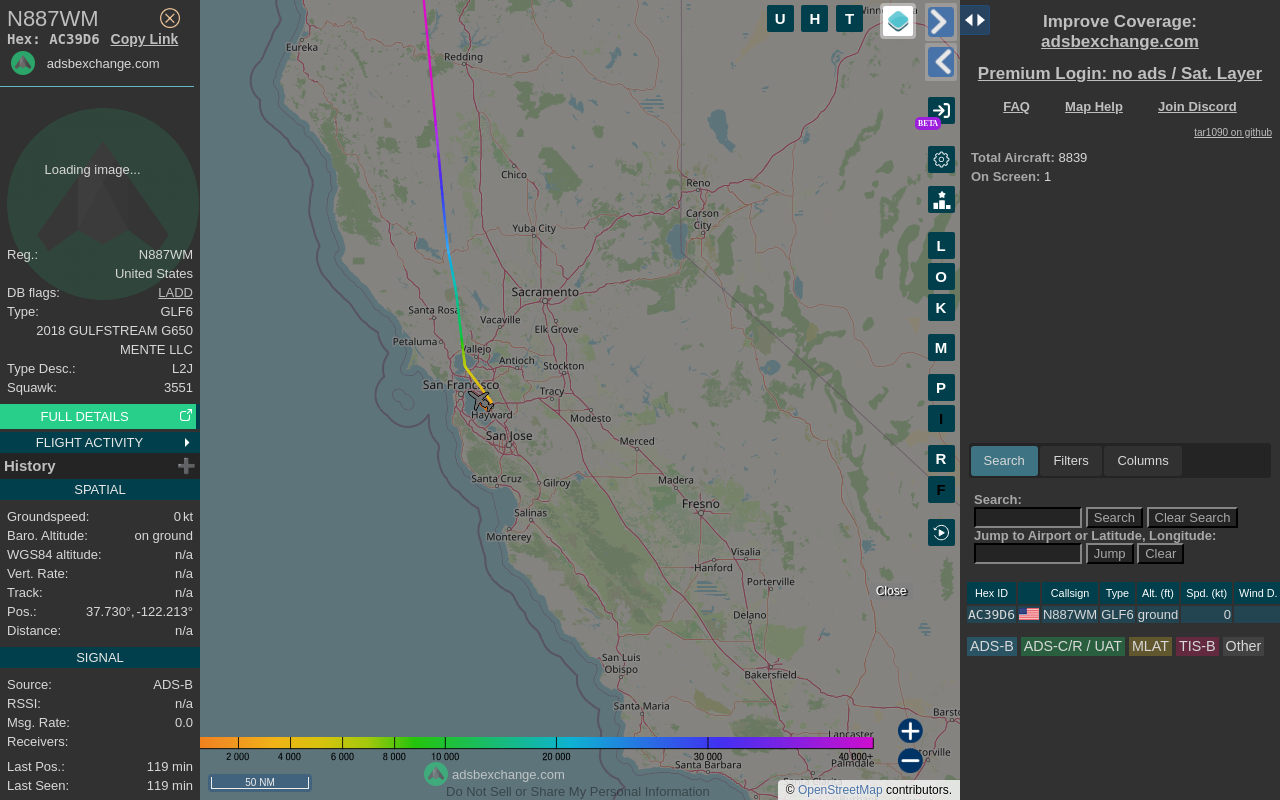 N887WM
Hex: AC39D6 Copy Link
adsbexchange.com
Loading image...
Reg.: N887WM
United States
DB flags: LADD
Type: GLF6
2018 GULFSTREAM G650
MENTE LLC
Type Desc.: L2J
Squawk: 3551
FULL DETAILS
FLIGHT ACTIVITY
History
SPATIAL
Groundspeed: 0 kt
Baro. Altitude: on ground
WGS84 altitude: n/a
Vert. Rate: n/a
Track: n/a
Pos.: 37.730°, -122.213°
Distance: n/a
SIGNAL
Source: ADS-B
RSSI: n/a
Msg. Rate: 0.0
Receivers:
Last Pos.: 119 min
Last Seen: 119 min
U H T
BETA
L
O
K
M
P
I
R
F
Eureka
Redding
Chico
Reno
Carson
City
Yuba City
Sacramento
Santa Rosa
Vacaville
Elk Grove
Petaluma
Vallejo
Antioch
Stockton
San Francisco
Tracy
Hayward
Modesto
San Jose
Merced
Santa Cruz
Gilroy
Madera
Salinas
Fresno
Monterey
Visalia
Hanford
Porterville
Delano
San Luis
Obispo
Bakersfield
Santa Maria
Lancaster
Santa Barbara
Palmdale
Close
2 000 4 000 6 000 8 000 10 000 20 000 30 000 40 000+
adsbexchange.com
50 NM
Do Not Sell or Share My Personal Information
© OpenStreetMap contributors.
Improve Coverage:
adsbexchange.com
Premium Login: no ads / Sat. Layer
FAQ Map Help Join Discord
tar1090 on github
Total Aircraft: 8839
On Screen: 1
Search Filters Columns
Search:
Search Clear Search
Jump to Airport or Latitude, Longitude:
Jump Clear
Hex ID Callsign Type Alt. (ft) Spd. (kt) Wind D.
AC39D6 N887WM GLF6 ground 0
ADS-B ADS-C/R / UAT MLAT TIS-B Other